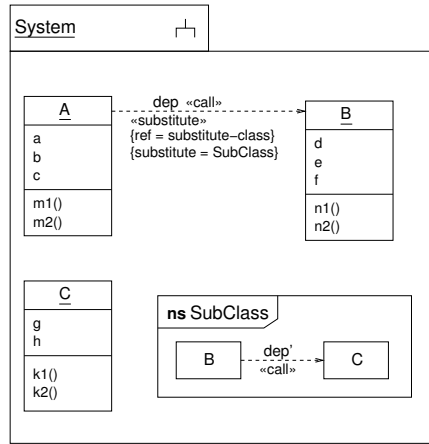 System
A
a
b
c
m1()
m2()
dep «call»
«substitute»
{ref = substitute−class}
{substitute = SubClass}
B
d
e
f
n1()
n2()
C
g
h
k1()
k2()
ns SubClass
B
dep’
«call»
C